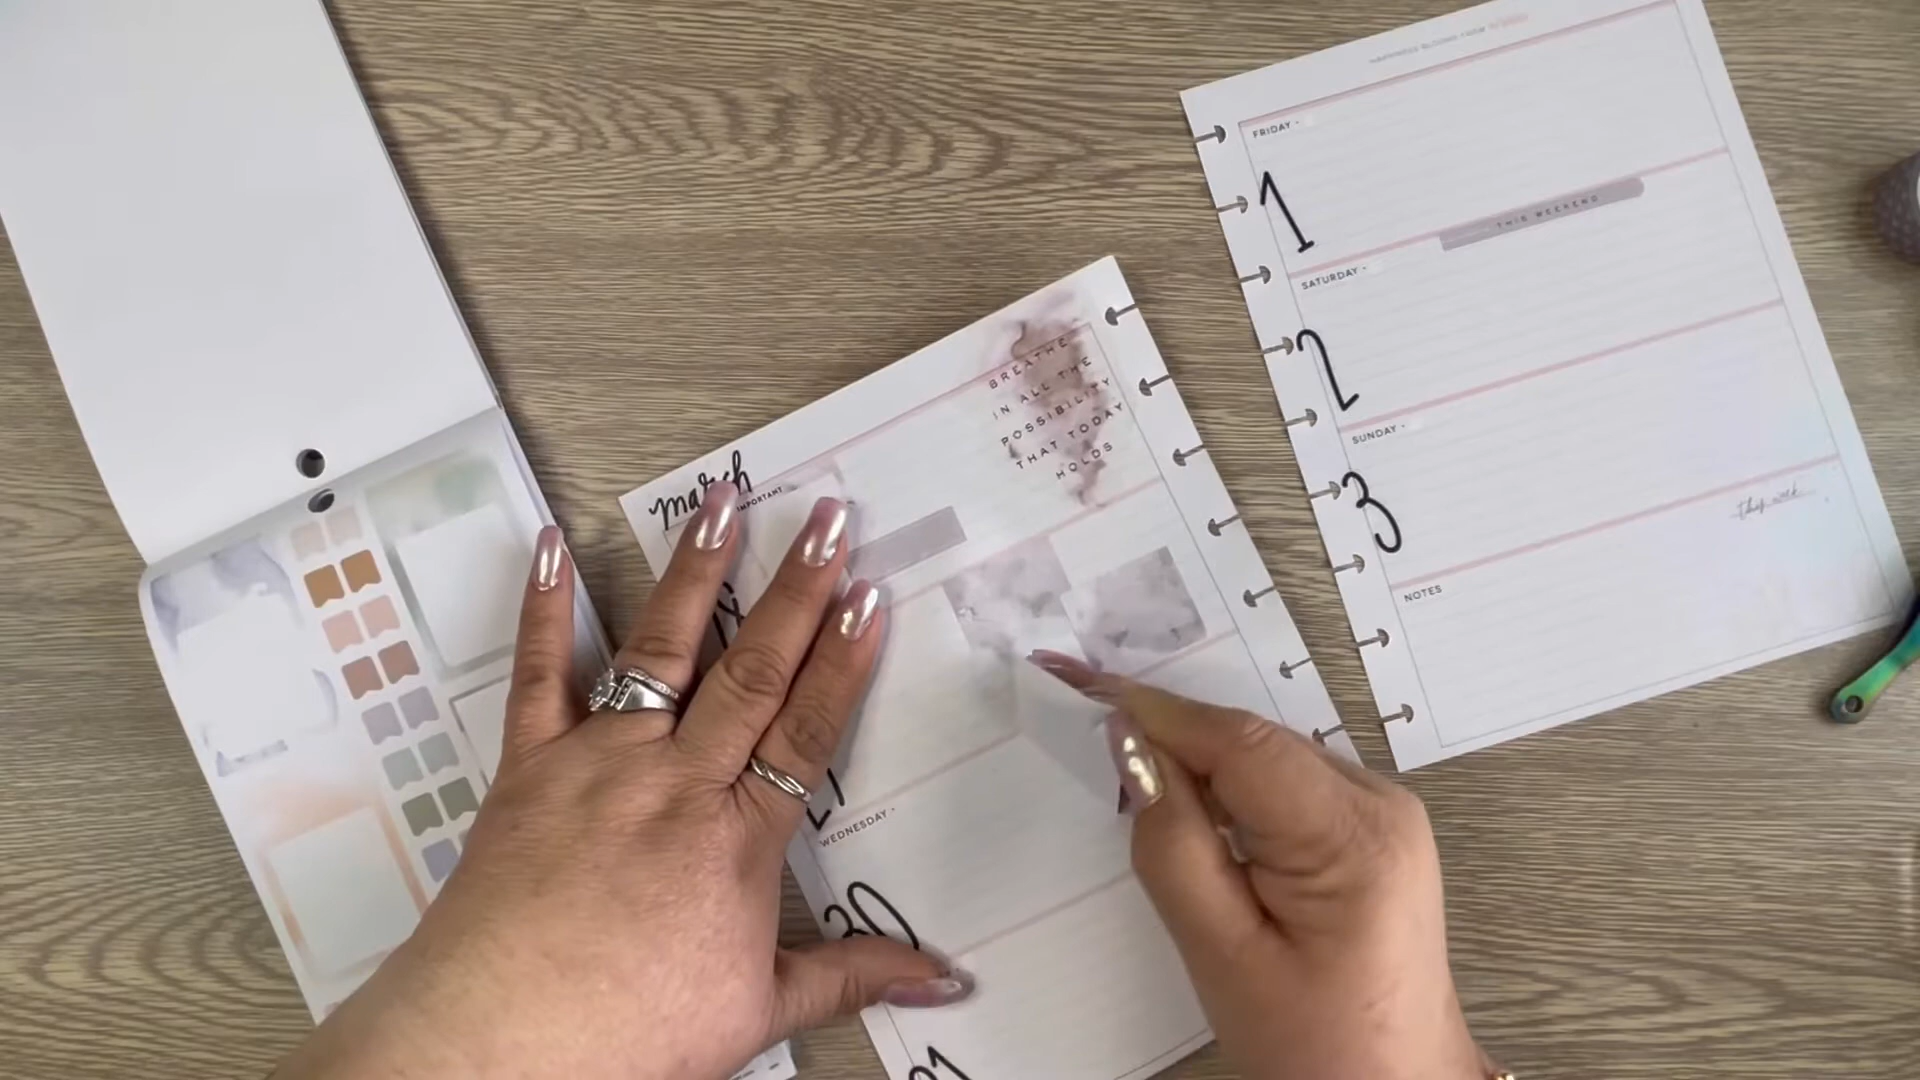 march
IMPORTANT
BREATHE
IN ALL THE
POSSIBILITY
THAT TODAY
HOLDS
WEDNESDAY -
30
FRIDAY -
1
THIS WEEKEND
SATURDAY -
2
SUNDAY -
3
this week
NOTES